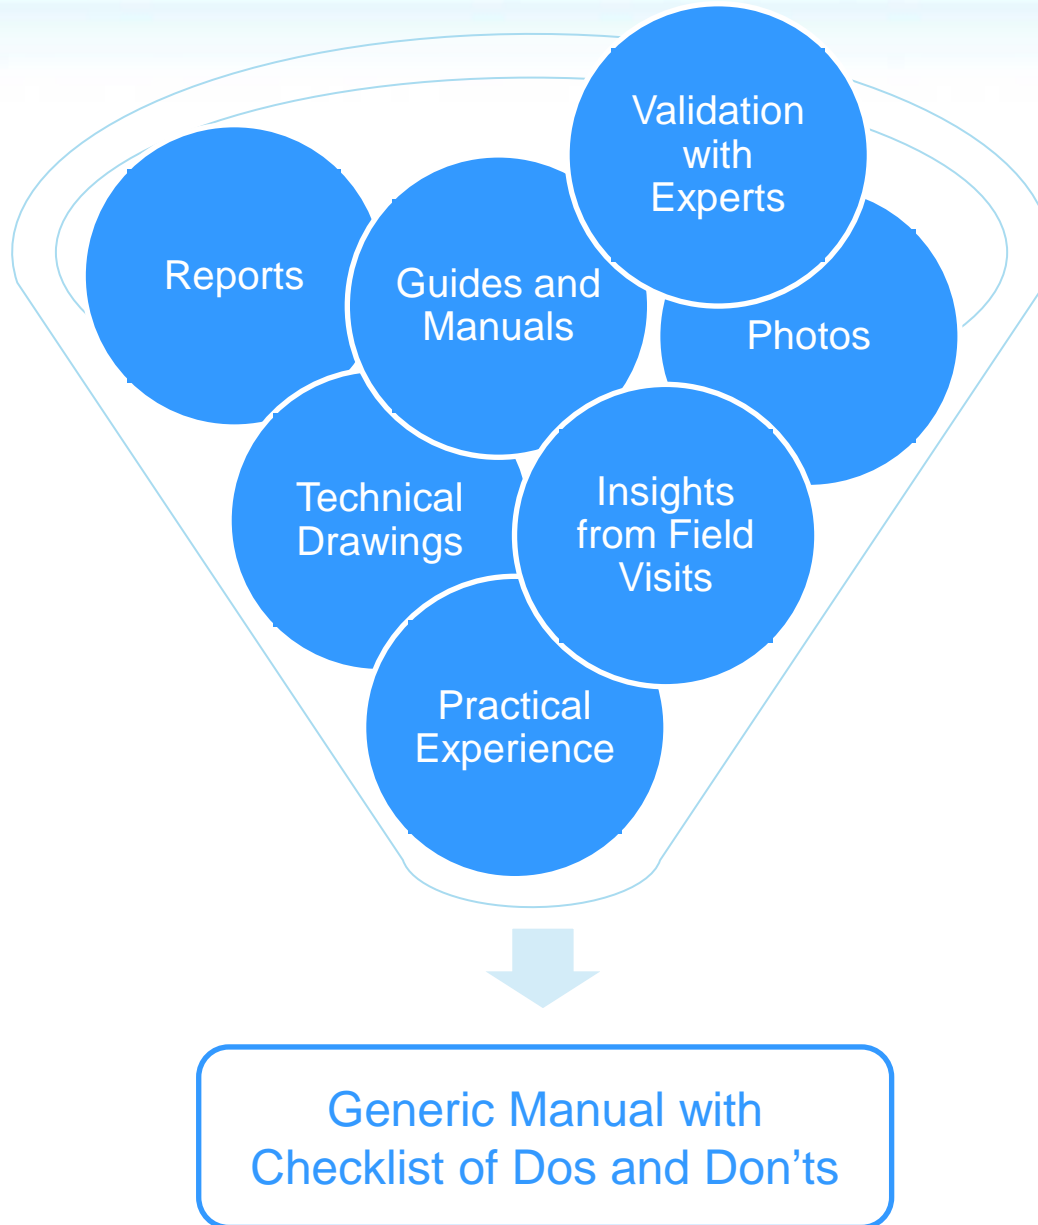 Validation
with
Experts
Reports
Guides and
Manuals
Photos
Technical
Drawings
Insights
from Field
Visits
Practical
Experience
Generic Manual with
Checklist of Dos and Don’ts